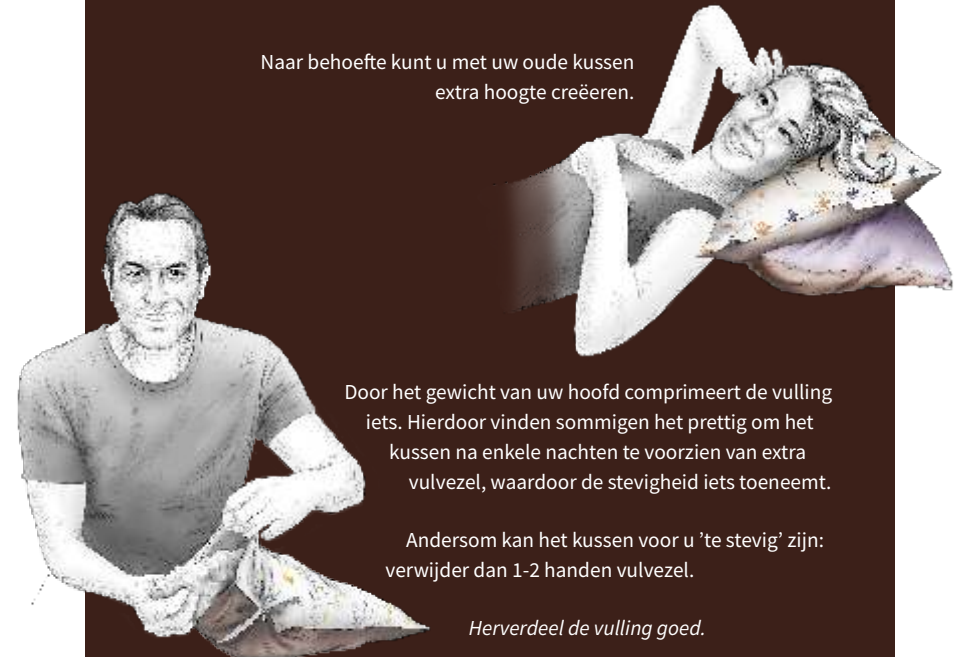 Naar behoefte kunt u met uw oude kussen
extra hoogte creëeren.
Door het gewicht van uw hoofd comprimeert de vulling
iets. Hierdoor vinden sommigen het prettig om het
kussen na enkele nachten te voorzien van extra
vulvezel, waardoor de stevigheid iets toeneemt.
Andersom kan het kussen voor u ’te stevig’ zijn:
verwijder dan 1-2 handen vulvezel.
Herverdeel de vulling goed.